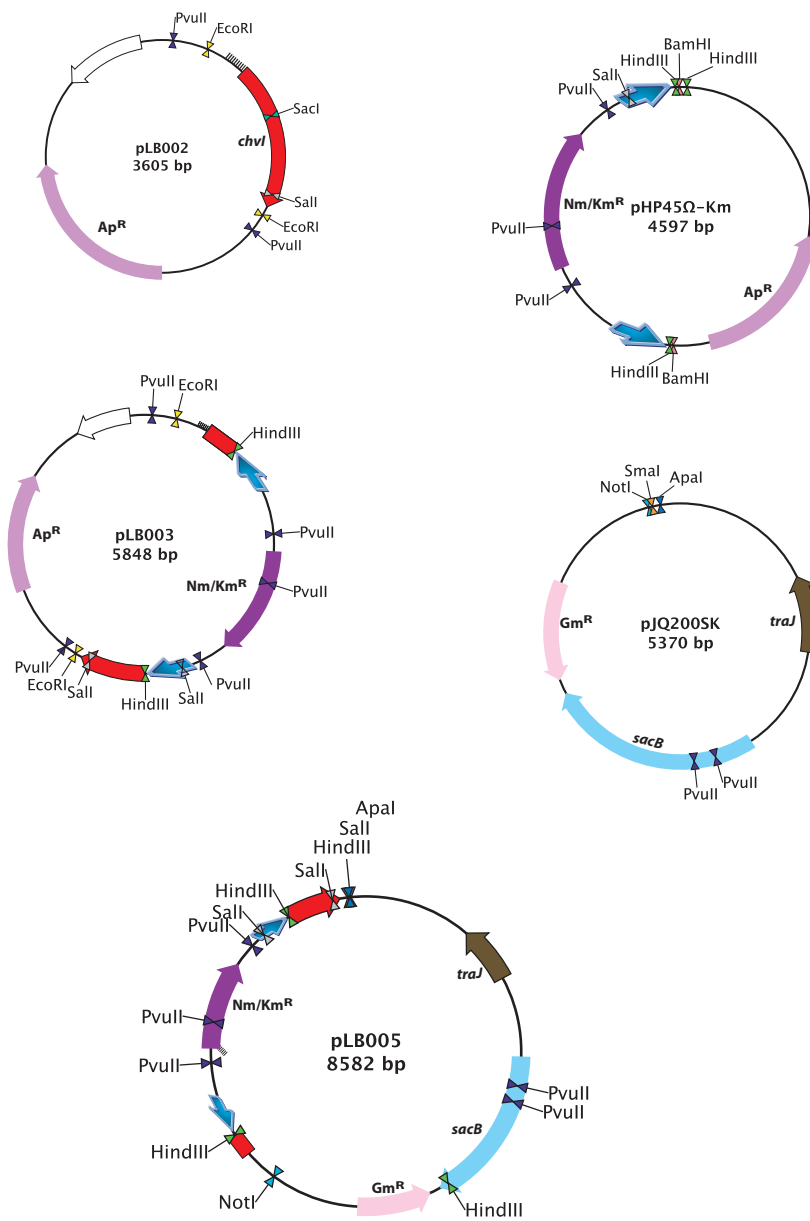 PvuII
EcoRI
SacI
chvI
pLB002
3605 bp
SalI
EcoRI
PvuII
ApR
BamHI
HindIII
HindIII
SalI
PvuII
Nm/KmR
pHP45Ω-Km
4597 bp
PvuII
PvuII
ApR
HindIII
BamHI
PvuII
EcoRI
HindIII
ApR
pLB003
5848 bp
PvuII
Nm/KmR
PvuII
PvuII
EcoRI
SalI
HindIII
SalI
PvuII
SmaI
NotI
ApaI
GmR
pJQ200SK
5370 bp
traJ
sacB
PvuII
PvuII
ApaI
SalI
HindIII
SalI
HindIII
SalI
PvuII
traJ
Nm/KmR
PvuII
pLB005
8582 bp
PvuII
PvuII
PvuII
sacB
HindIII
NotI
GmR
HindIII